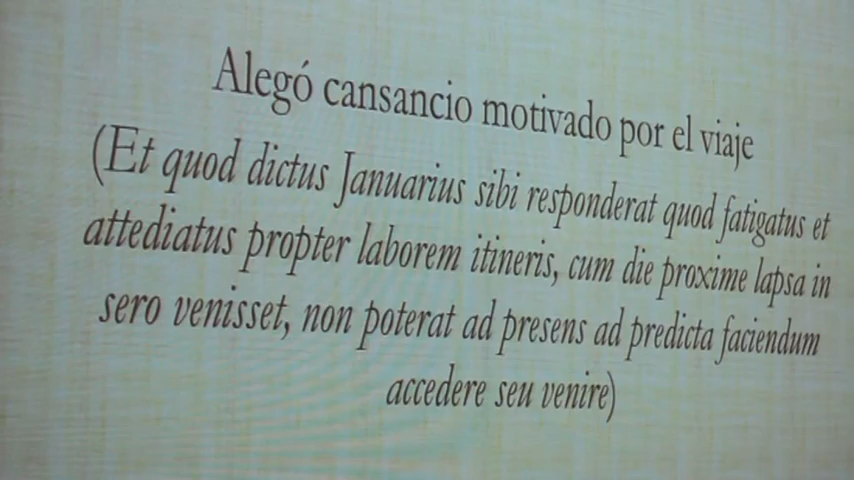 Alegó cansancio motivado por el viaje
(Et quod dictus Januarius sibi responderat quod fatigatus et
attediatus propter laborem itineris, cum die proxime lapsa in
sero venisset, non poterat ad presens ad predicta faciendum
accedere seu venire)